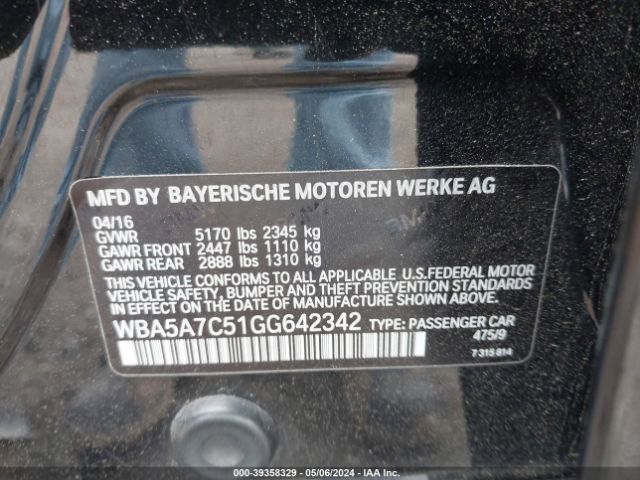 MFD BY BAYERISCHE MOTOREN WERKE AG
04/16
GVWR 5170 lbs 2345 kg
GAWR FRONT 2447 lbs 1110 kg
GAWR REAR 2888 lbs 1310 kg
THIS VEHICLE CONFORMS TO ALL APPLICABLE U.S.FEDERAL MOTOR
VEHICLE SAFETY, BUMPER AND THEFT PREVENTION STANDARDS
IN EFFECT ON THE DATE OF MANUFACTURE SHOWN ABOVE.
WBA5A7C51GG642342 TYPE: PASSENGER CAR
475/9
7 315 814
000-39358329 - 05/06/2024 - IAA Inc.